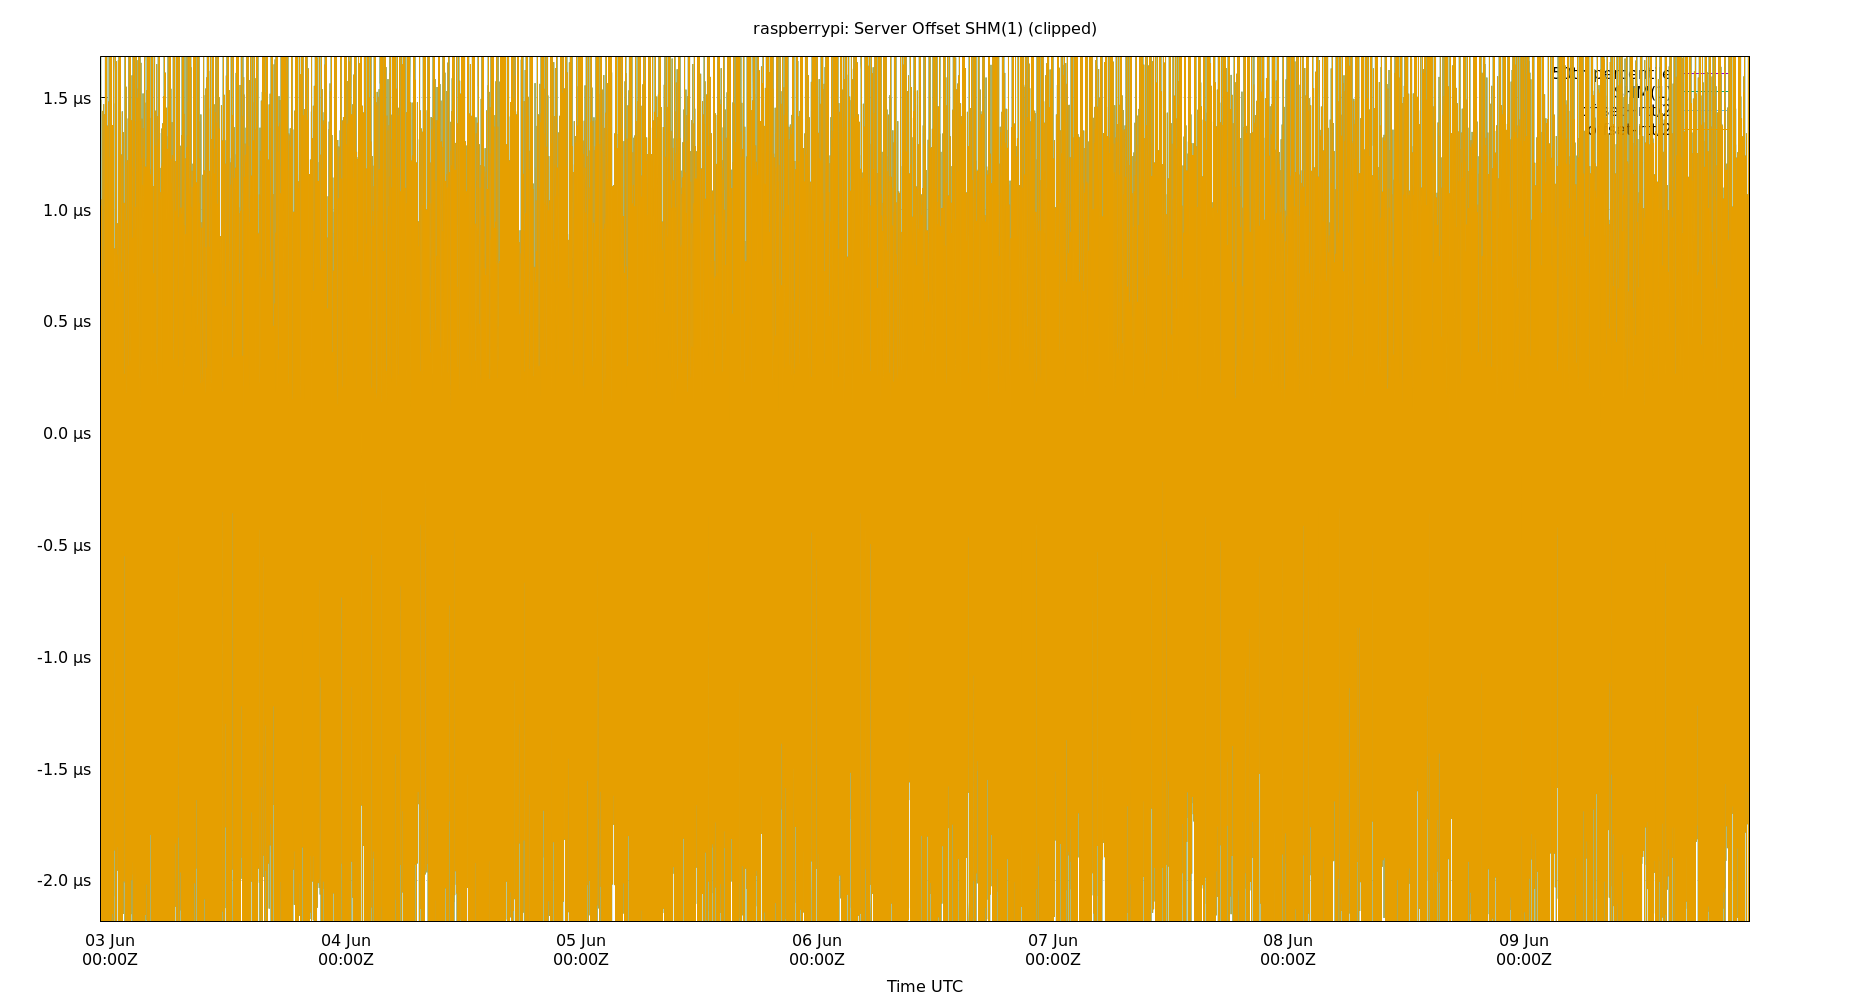 raspberrypi: Server Offset SHM(1) (clipped)
1.5 µs
1.0 µs
0.5 µs
0.0 µs
-0.5 µs
-1.0 µs
-1.5 µs
-2.0 µs
SHM(1)
03 Jun 04 Jun 05 Jun 06 Jun 07 Jun 08 Jun 09 Jun
00:00Z 00:00Z 00:00Z 00:00Z 00:00Z 00:00Z 00:00Z
Time UTC